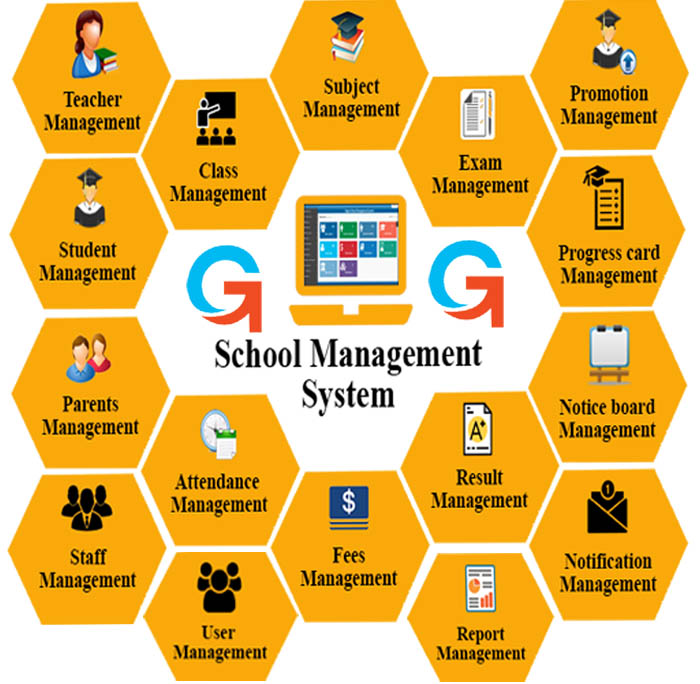 Teacher
Management
Subject
Management
Promotion
Management
Class
Management
Exam
Management
Student
Management
Progress card
Management
School Management
System
Parents
Management
Notice board
Management
Attendance
Management
Result
Management
A+
Staff
Management
Fees
Management
$
Notification
Management
1
User
Management
Report
Management